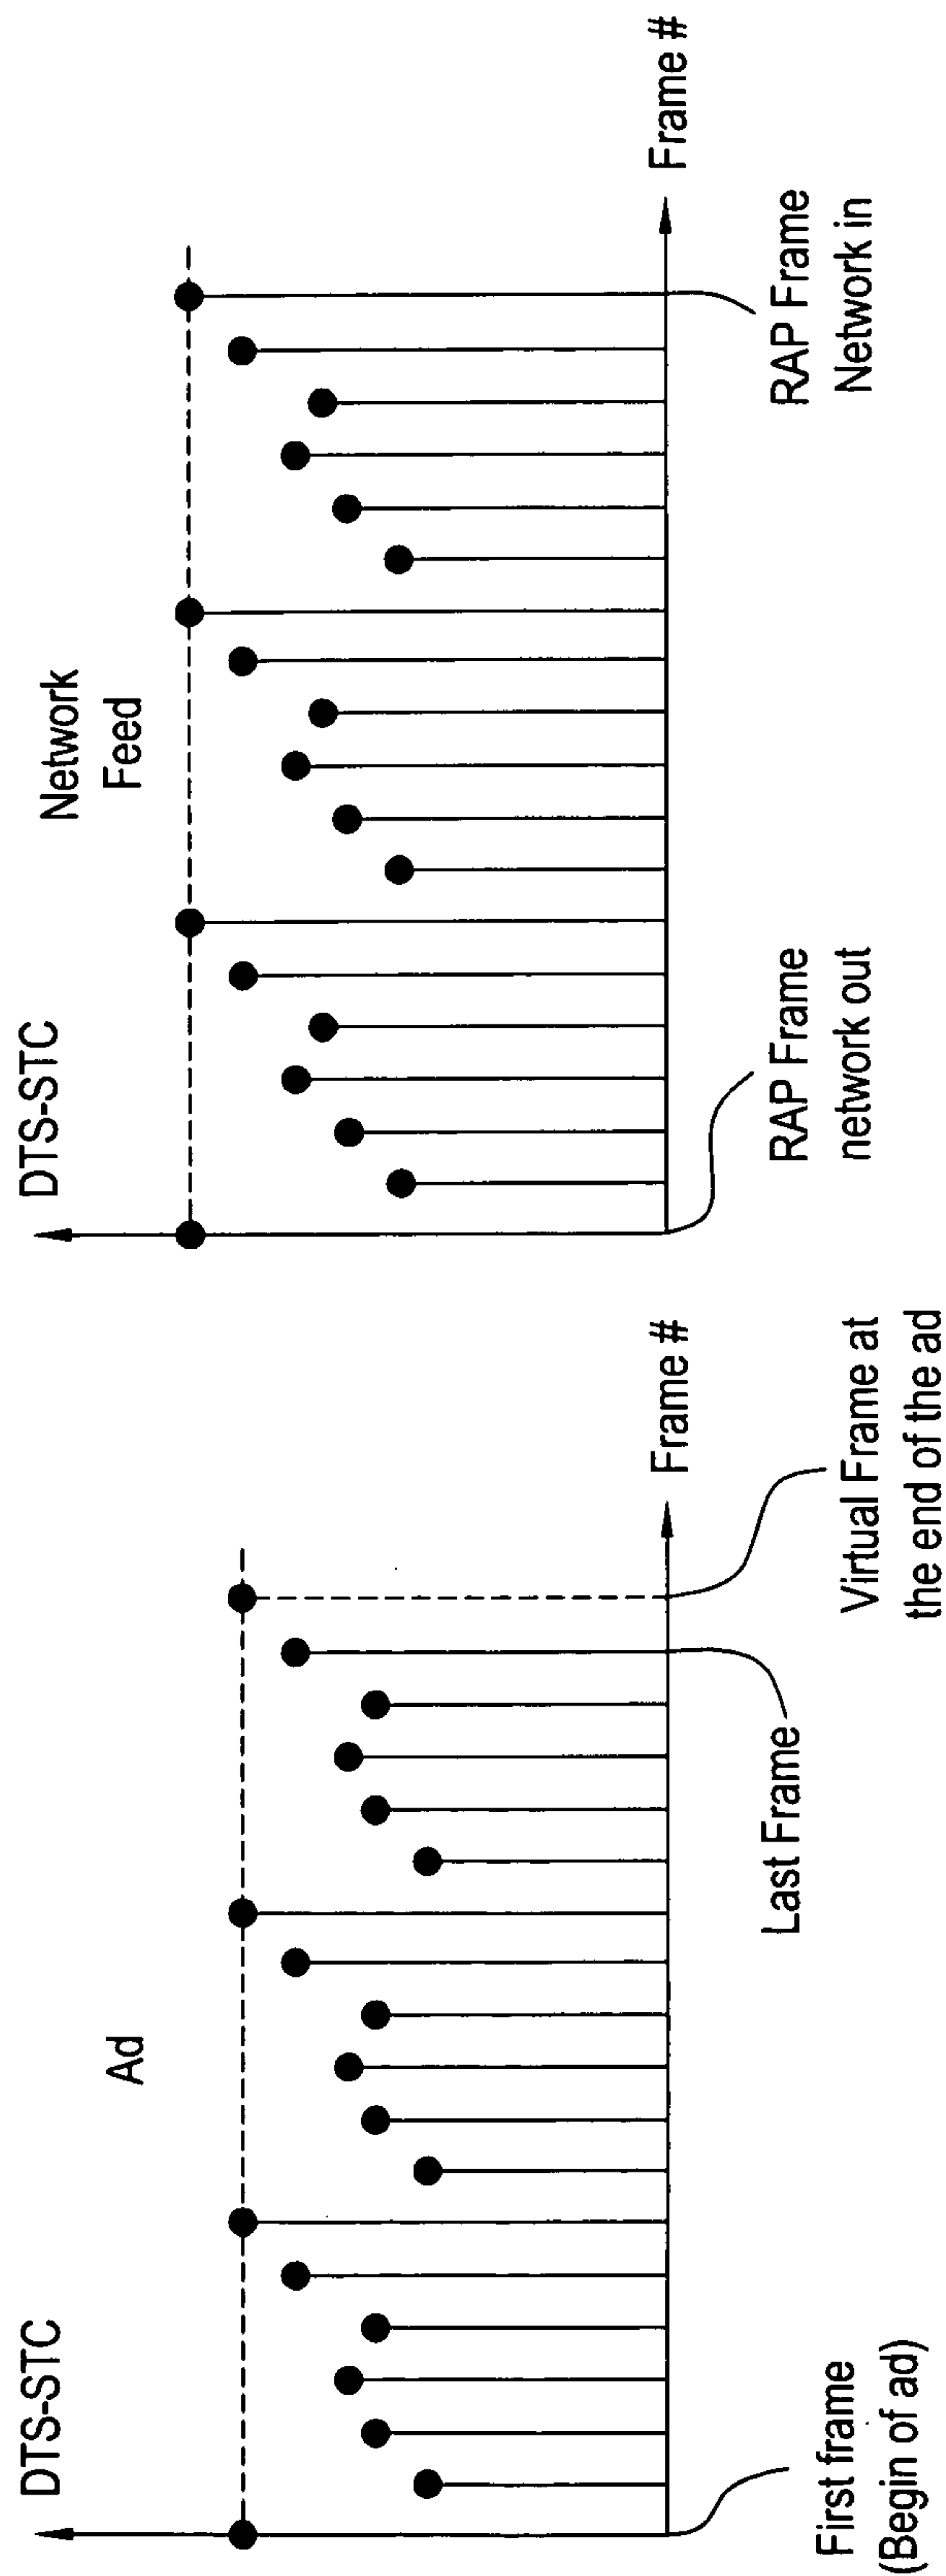 DTS-STC
Ad
Frame #
First frame
(Begin of ad)
Last Frame
Virtual Frame at
the end of the ad
DTS-STC
Network
Feed
Frame #
RAP Frame
network out
RAP Frame
Network in